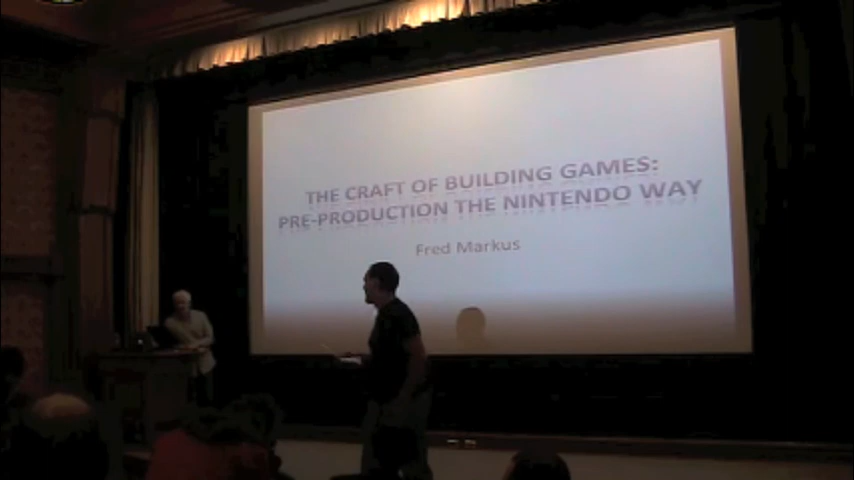 THE CRAFT OF BUILDING GAMES:
PRE-PRODUCTION THE NINTENDO WAY
Fred Markus